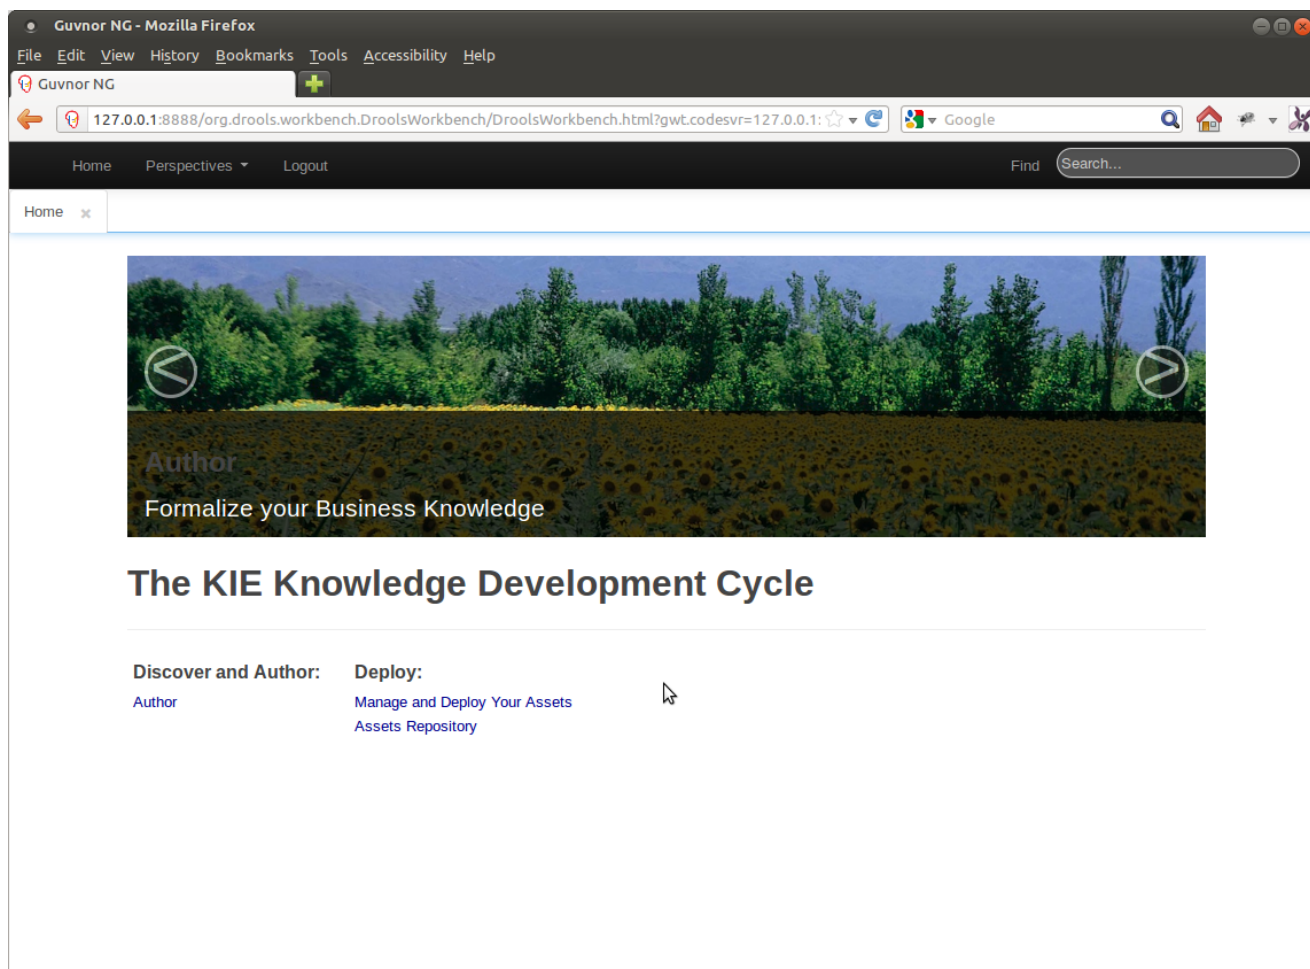 Guvnor NG - Mozilla Firefox
File Edit View History Bookmarks Tools Accessibility Help
Guvnor NG
127.0.0.1:8888/org.drools.workbench.DroolsWorkbench/DroolsWorkbench.html?gwt.codesvr=127.0.0.1: Google
Home Perspectives Logout Find Search...
Home
Author
Formalize your Business Knowledge
The KIE Knowledge Development Cycle
Discover and Author: Deploy:
Author Manage and Deploy Your Assets
Assets Repository